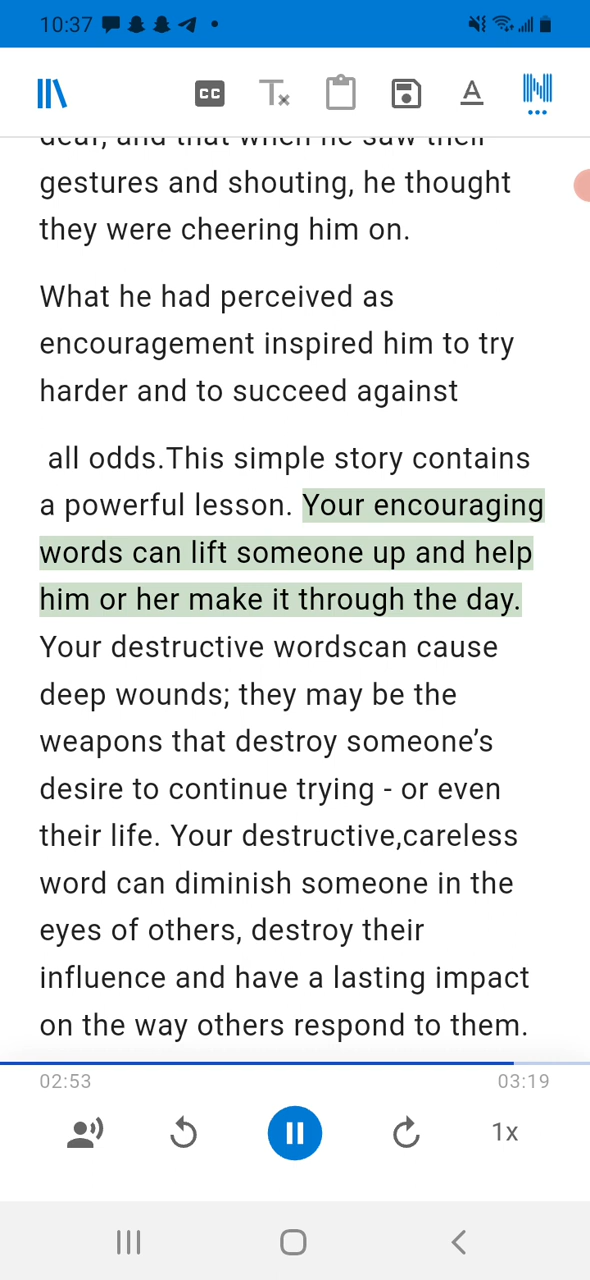 10:37
CC
gestures and shouting, he thought
they were cheering him on.
What he had perceived as
encouragement inspired him to try
harder and to succeed against
all odds.This simple story contains
a powerful lesson. Your encouraging
words can lift someone up and help
him or her make it through the day.
Your destructive wordscan cause
deep wounds; they may be the
weapons that destroy someone’s
desire to continue trying - or even
their life. Your destructive,careless
word can diminish someone in the
eyes of others, destroy their
influence and have a lasting impact
on the way others respond to them.
02:53 03:19
1x